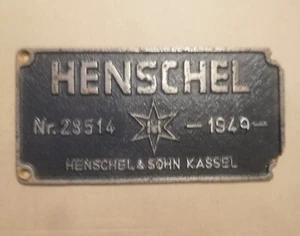 HENSCHEL
Nr. 28514 H -1949-
HENSCHEL & SOHN KASSEL